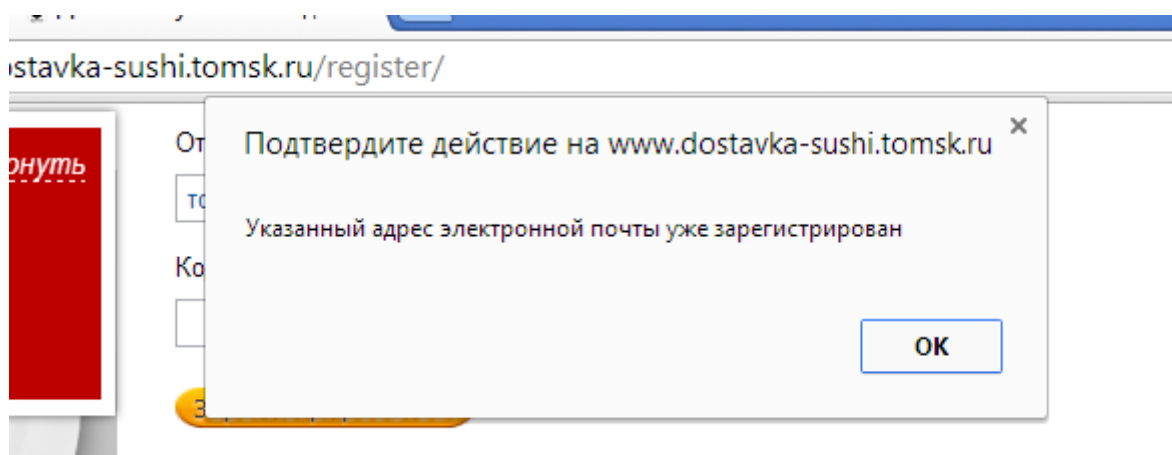 stavka-sushi.tomsk.ru/register/
Подтвердите действие на www.dostavka-sushi.tomsk.ru
Указанный адрес электронной почты уже зарегистрирован
OK